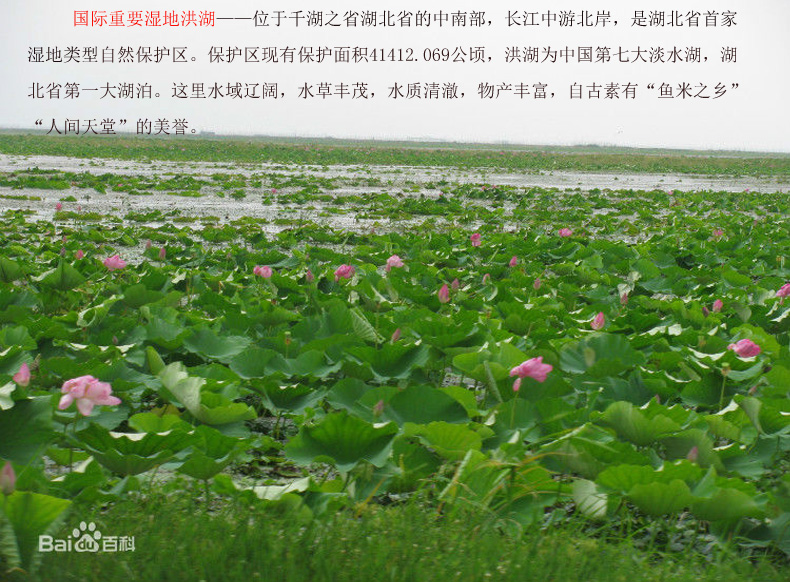 国际重要湿地洪湖——位于千湖之省湖北省的中南部，长江中游北岸，是湖北省首家
湿地类型自然保护区。保护区现有保护面积41412.069公顷，洪湖为中国第七大淡水湖，湖
北省第一大湖泊。这里水域辽阔，水草丰茂，水质清澈，物产丰富，自古素有“鱼米之乡”
“人间天堂”的美誉。
Bai du 百科